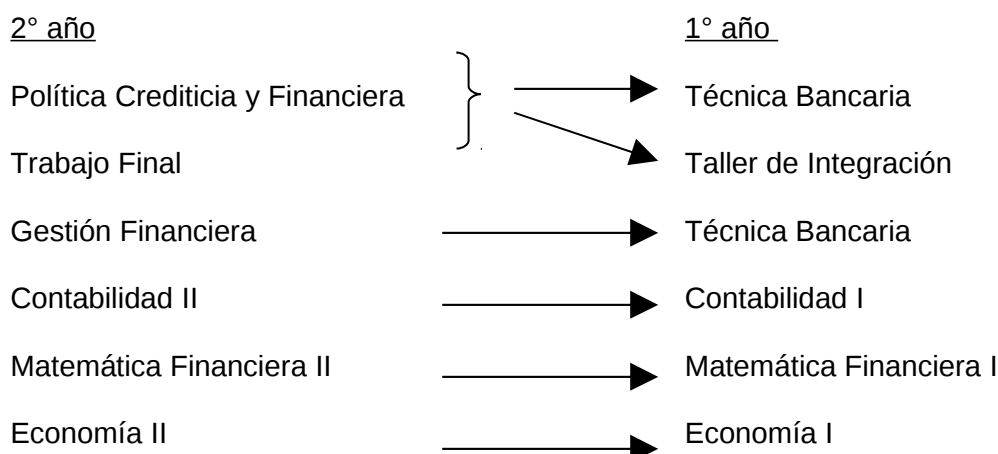 2° año 1° año
Política Crediticia y Financiera Técnica Bancaria
Trabajo Final Taller de Integración
Gestión Financiera Técnica Bancaria
Contabilidad II Contabilidad I
Matemática Financiera II Matemática Financiera I
Economía II Economía I